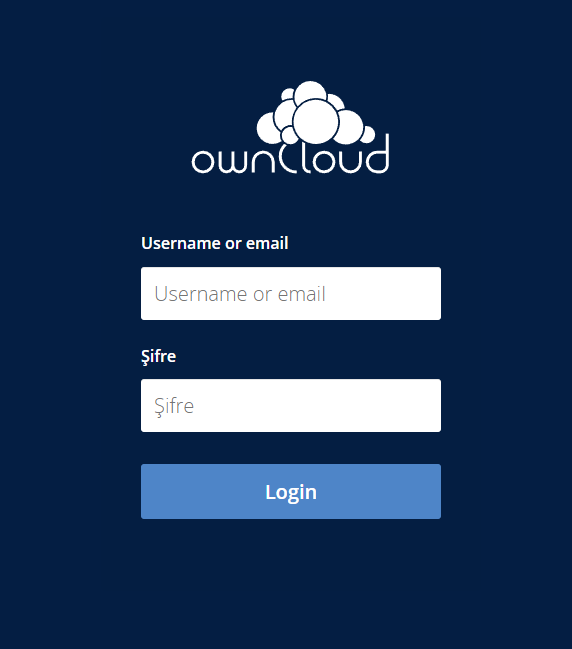 ownCloud
Username or email
Username or email
Şifre
Şifre
Login